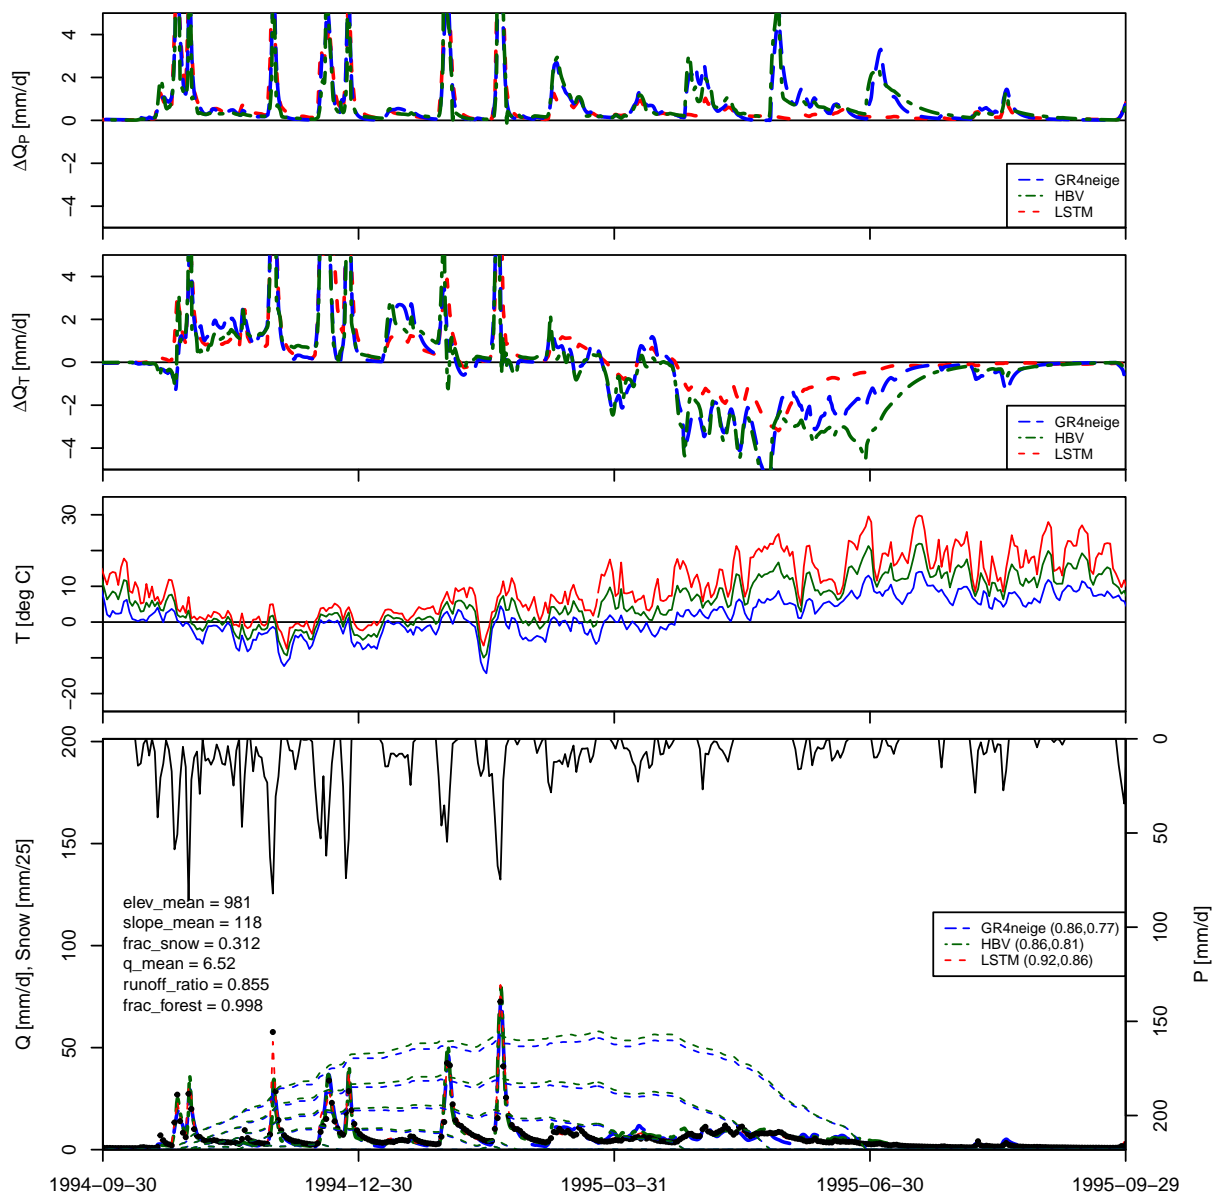 4
2
0
−2
−4
ΔQP [mm/d]
GR4neige
HBV
LSTM
4
2
0
−2
−4
ΔQT [mm/d]
GR4neige
HBV
LSTM
30
10
0
−20
T [deg C]
200
150
100
50
0
Q [mm/d], Snow [mm/25]
0
50
100
150
200
P [mm/d]
elev_mean = 981
slope_mean = 118
frac_snow = 0.312
q_mean = 6.52
runoff_ratio = 0.855
frac_forest = 0.998
GR4neige (0.86,0.77)
HBV (0.86,0.81)
LSTM (0.92,0.86)
1994−09−30
1994−12−30
1995−03−31
1995−06−30
1995−09−29